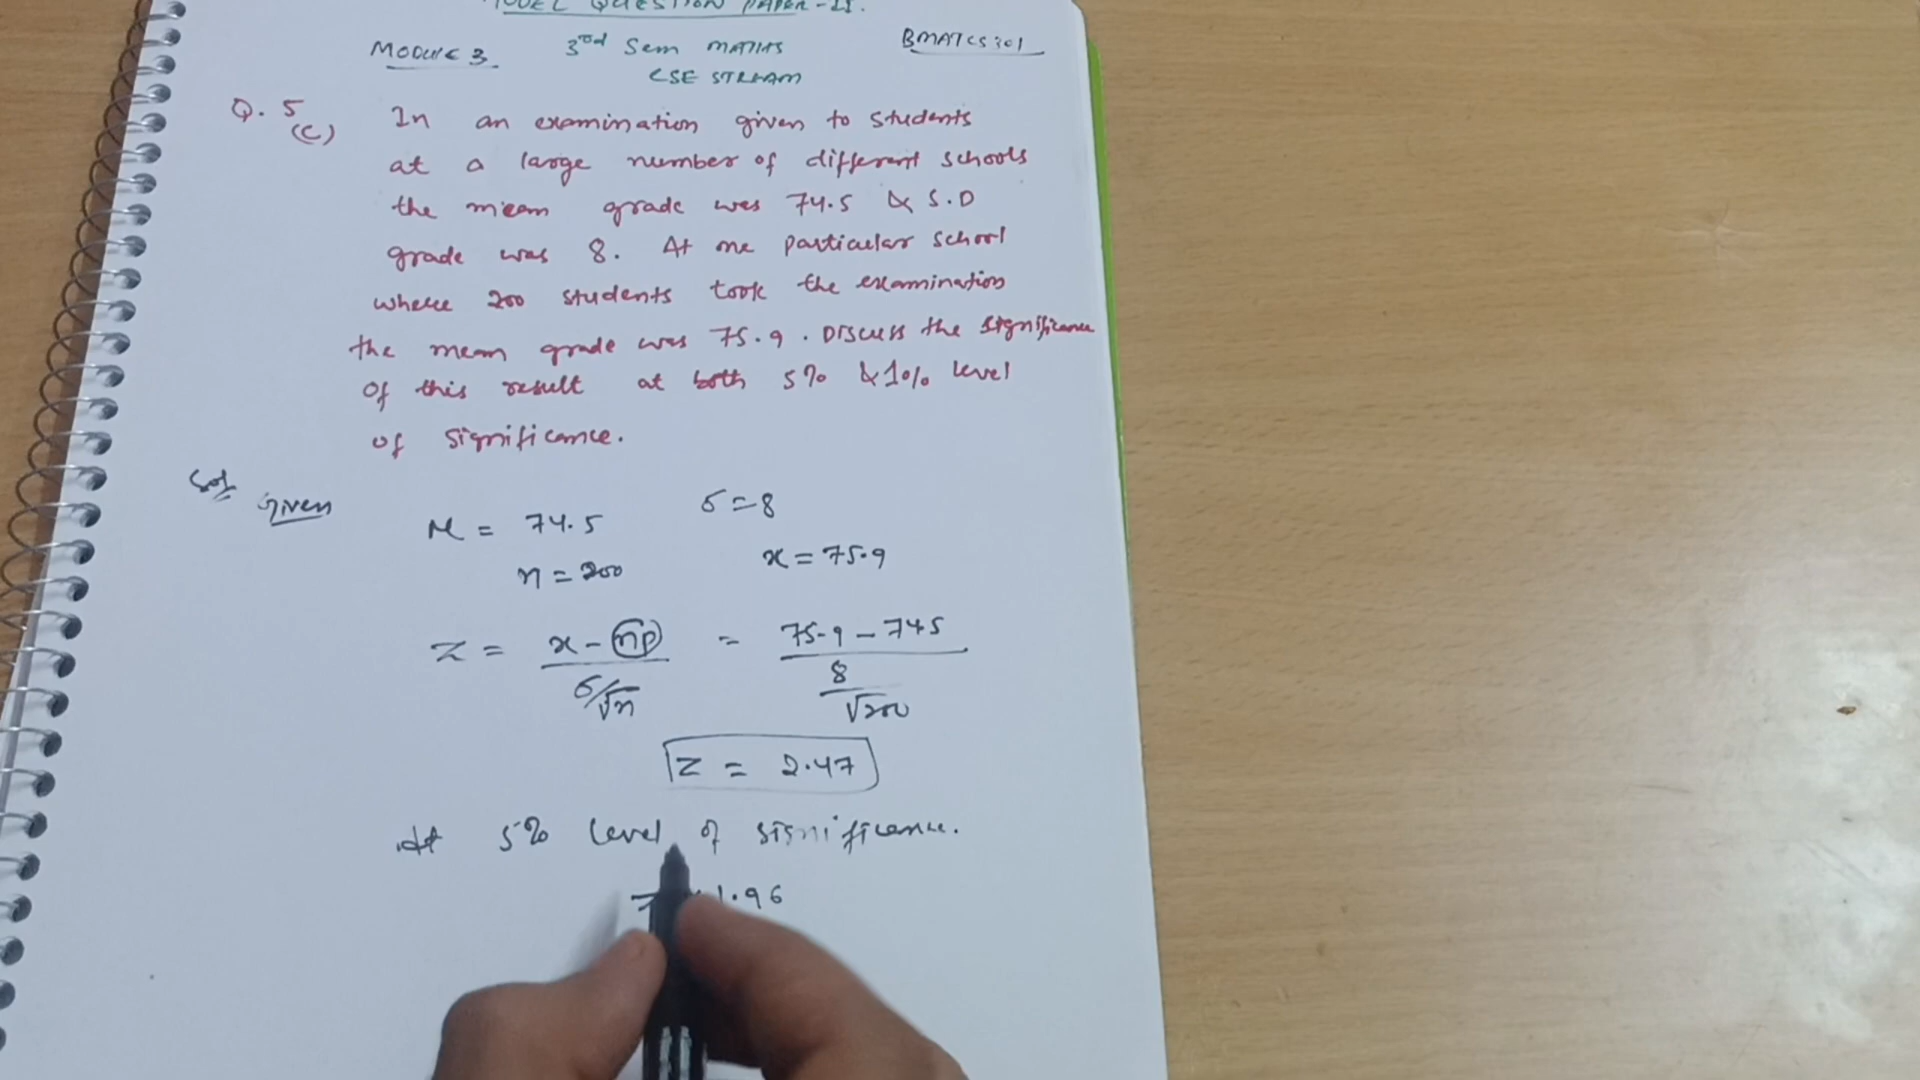 MODEL QUESTION PAPER-II.
MODULE 3 3rd Sem MATHS BMATCS301
CSE STREAM
Q. 5 (C) In an examination given to students
at a large number of different schools
the mean grade was 74.5 & S.D
grade was 8. At one particular school
where 200 students took the examination
the mean grade was 75.9. Discuss the significance
of this result at both 5% & 1% level
of significance.
Sol given
μ = 74.5 σ = 8
n = 200 x = 75.9
Z = x - np / σ/√n = 75.9 - 74.5 / 8/√200
Z = 2.47
At 5% level of significance.
1.96